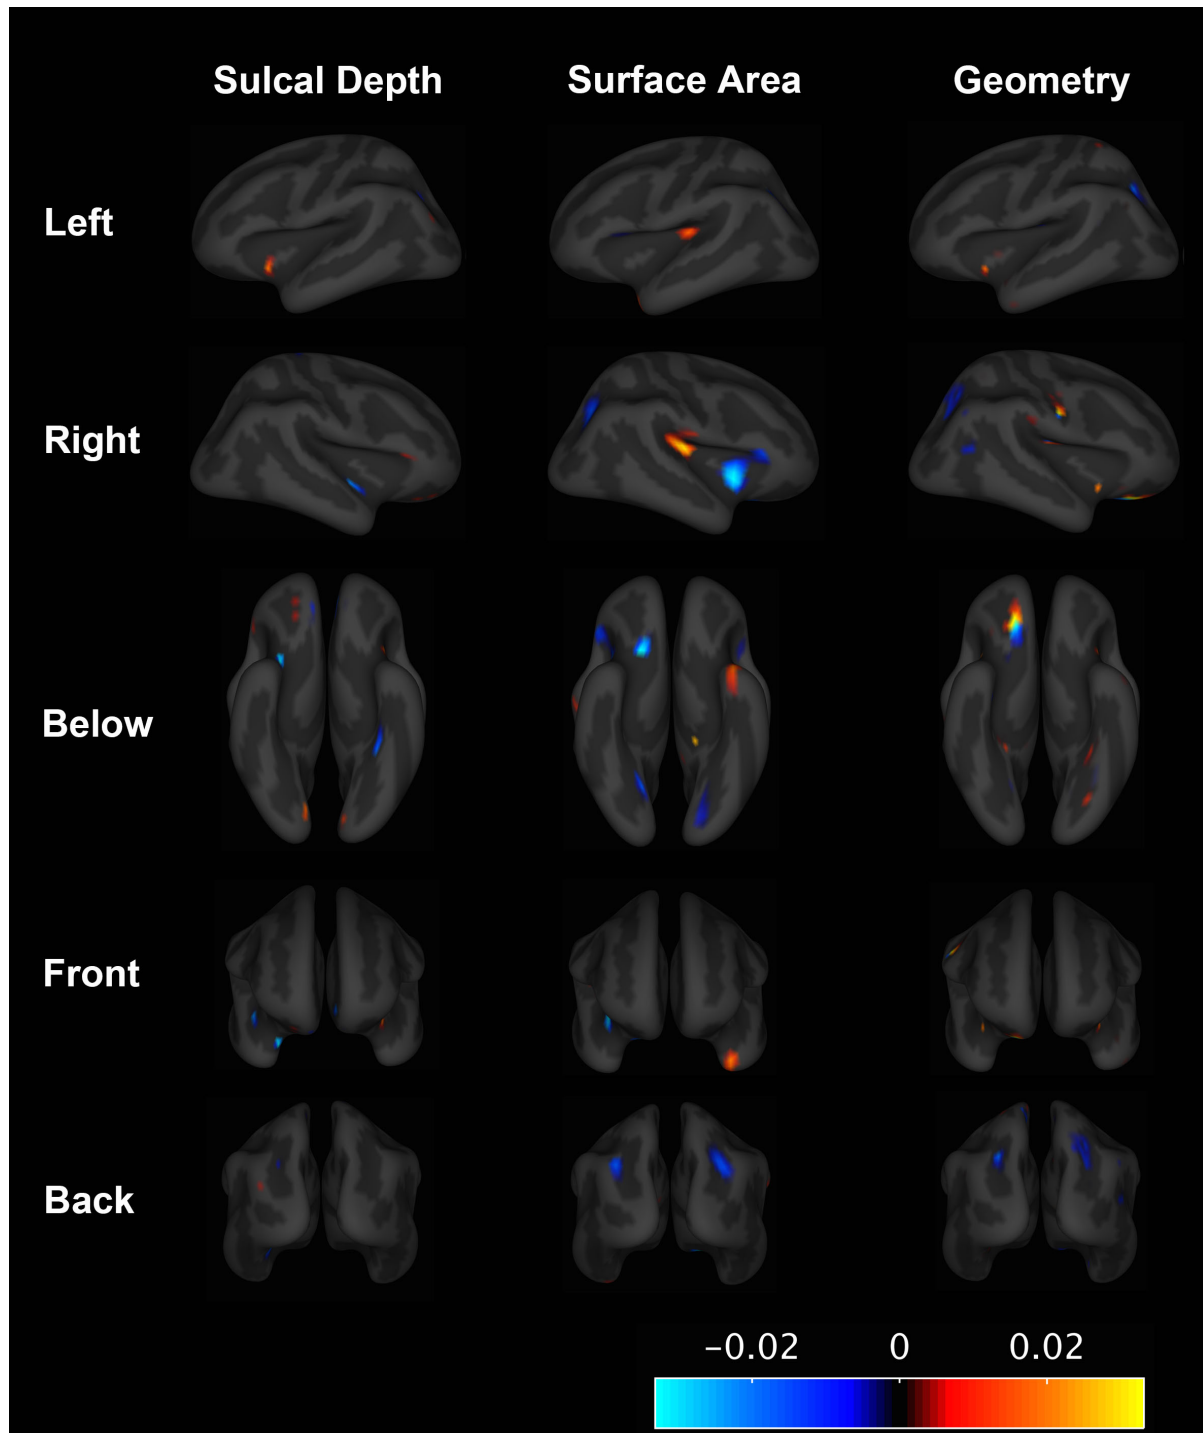 Sulcal Depth Surface Area Geometry
Left
Right
Below
Front
Back
−0.02 0 0.02